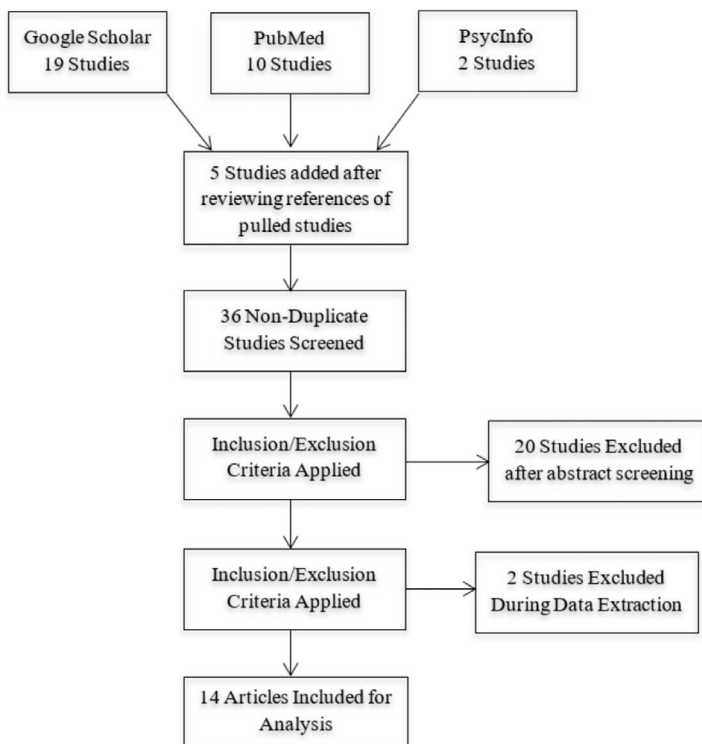 Google Scholar
19 Studies
PubMed
10 Studies
PsycInfo
2 Studies
5 Studies added after
reviewing references of
pulled studies
36 Non-Duplicate
Studies Screened
Inclusion/Exclusion
Criteria Applied
20 Studies Excluded
after abstract screening
Inclusion/Exclusion
Criteria Applied
2 Studies Excluded
During Data Extraction
14 Articles Included for
Analysis